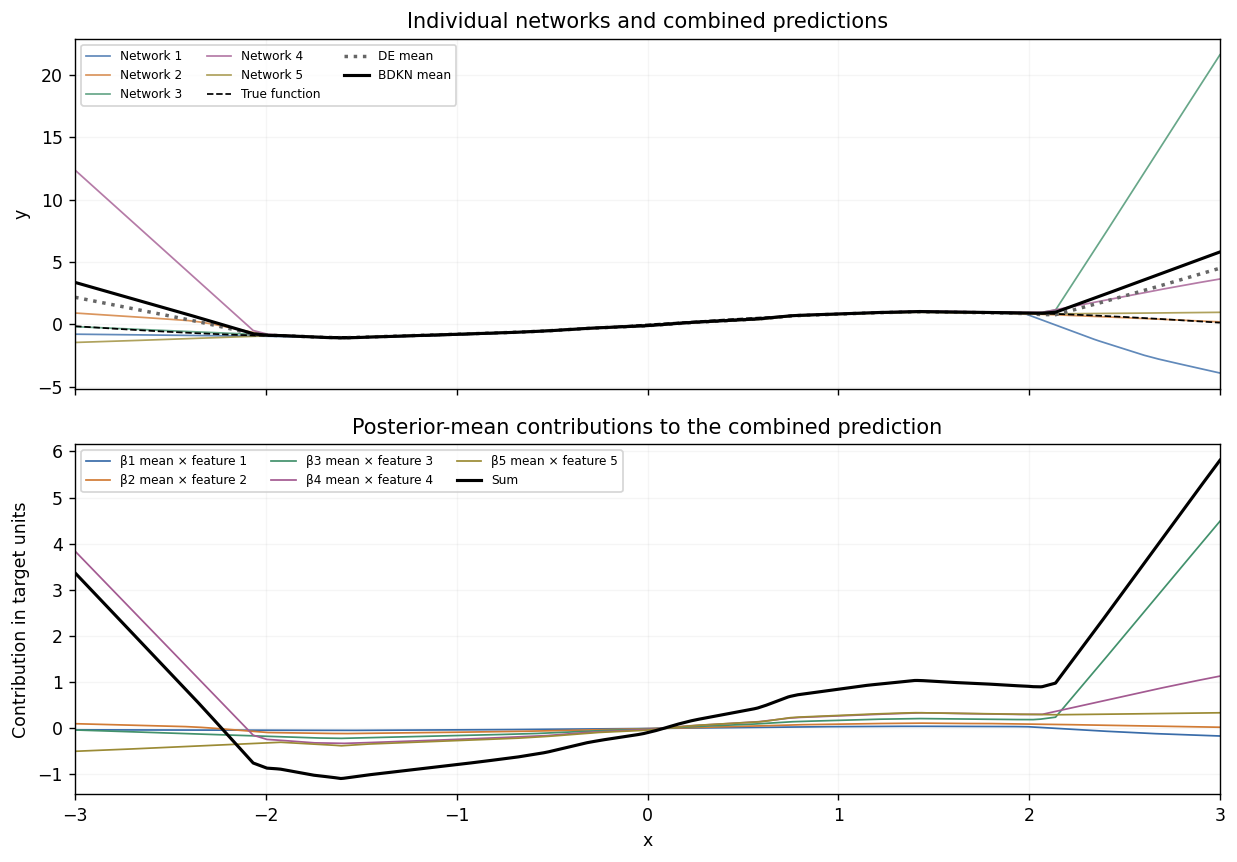 Individual networks and combined predictions
Network 1
Network 2
Network 3
Network 4
Network 5
True function
DE mean
BDKN mean
20
15
10
5
0
−5
y
Posterior-mean contributions to the combined prediction
β1 mean × feature 1
β2 mean × feature 2
β3 mean × feature 3
β4 mean × feature 4
β5 mean × feature 5
Sum
6
5
4
3
2
1
0
−1
Contribution in target units
−3
−2
−1
0
1
2
3
x